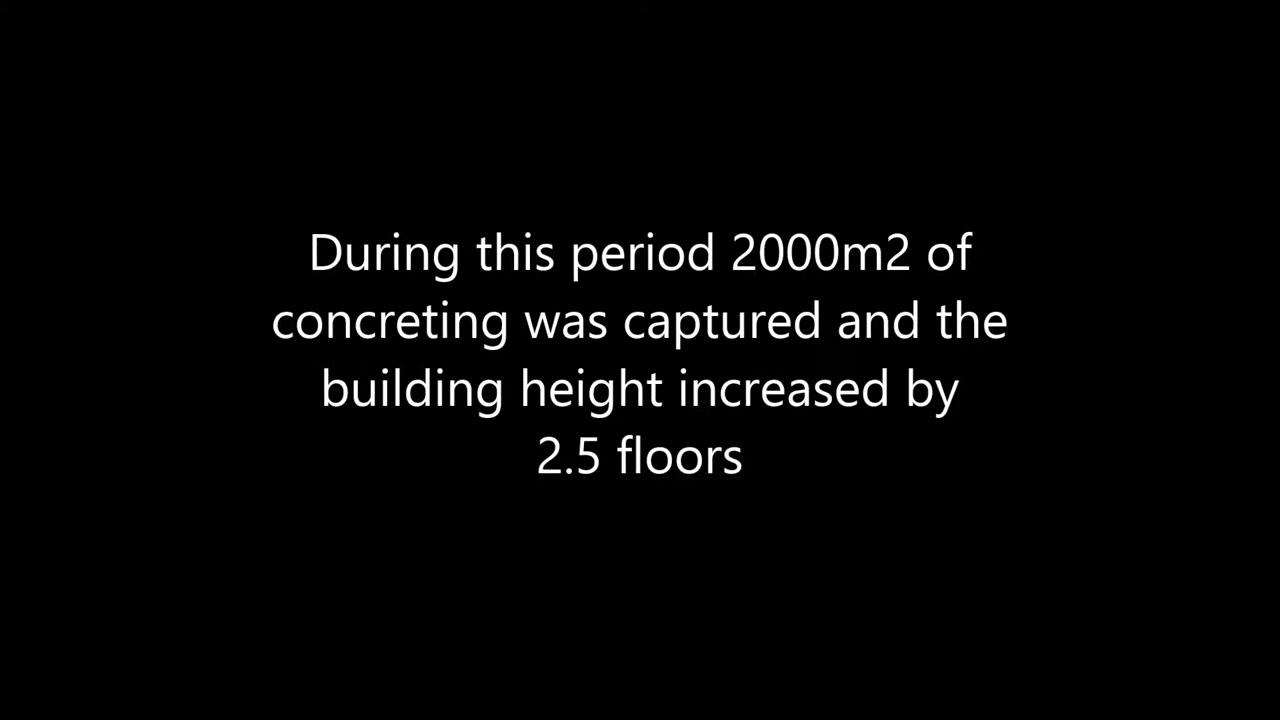 During this period 2000m2 of
concreting was captured and the
building height increased by
2.5 floors